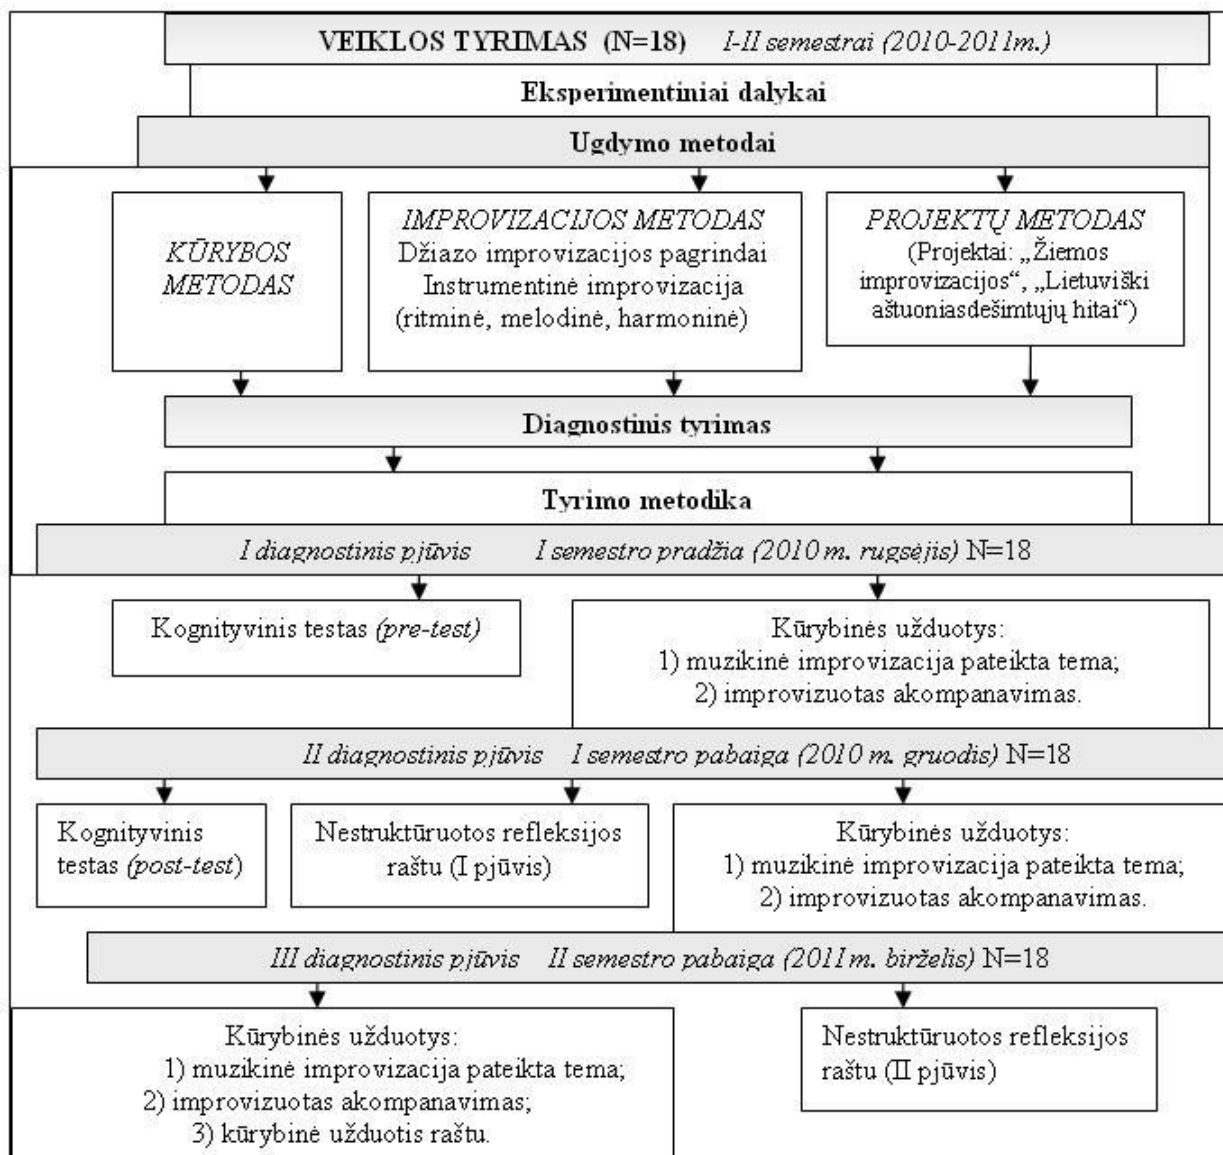 VEIKLOS TYRIMAS (N=18) I-II semestrai (2010-2011m.)
Eksperimentiniai dalykai
Ugdymo metodai
KŪRYBOS
METODAS
IMPROVIZACIJOS METODAS
Džiazo improvizacijos pagrindai
Instrumentinė improvizacija
(ritminė, melodinė, harmoninė)
PROJEKTŲ METODAS
(Projektai: „Žiemos
improvizacijos“, „Lietuviški
aštuoniasdešimtųjų hitai“)
Diagnostinis tyrimas
Tyrimo metodika
I diagnostinis pjūvis I semestro pradžia (2010 m. rugsėjis) N=18
Kognityvinis testas (pre-test)
Kūrybinės užduotys:
1) muzikinė improvizacija pateikta tema;
2) improvizuotas akompanavimas.
II diagnostinis pjūvis I semestro pabaiga (2010 m. gruodis) N=18
Kognityvinis
testas (post-test)
Nestruktūruotos refleksijos
raštu (I pjūvis)
Kūrybinės užduotys:
1) muzikinė improvizacija pateikta tema;
2) improvizuotas akompanavimas.
III diagnostinis pjūvis II semestro pabaiga (2011 m. birželis) N=18
Kūrybinės užduotys:
1) muzikinė improvizacija pateikta tema;
2) improvizuotas akompanavimas;
3) kūrybinė užduotis raštu.
Nestruktūruotos refleksijos
raštu (II pjūvis)